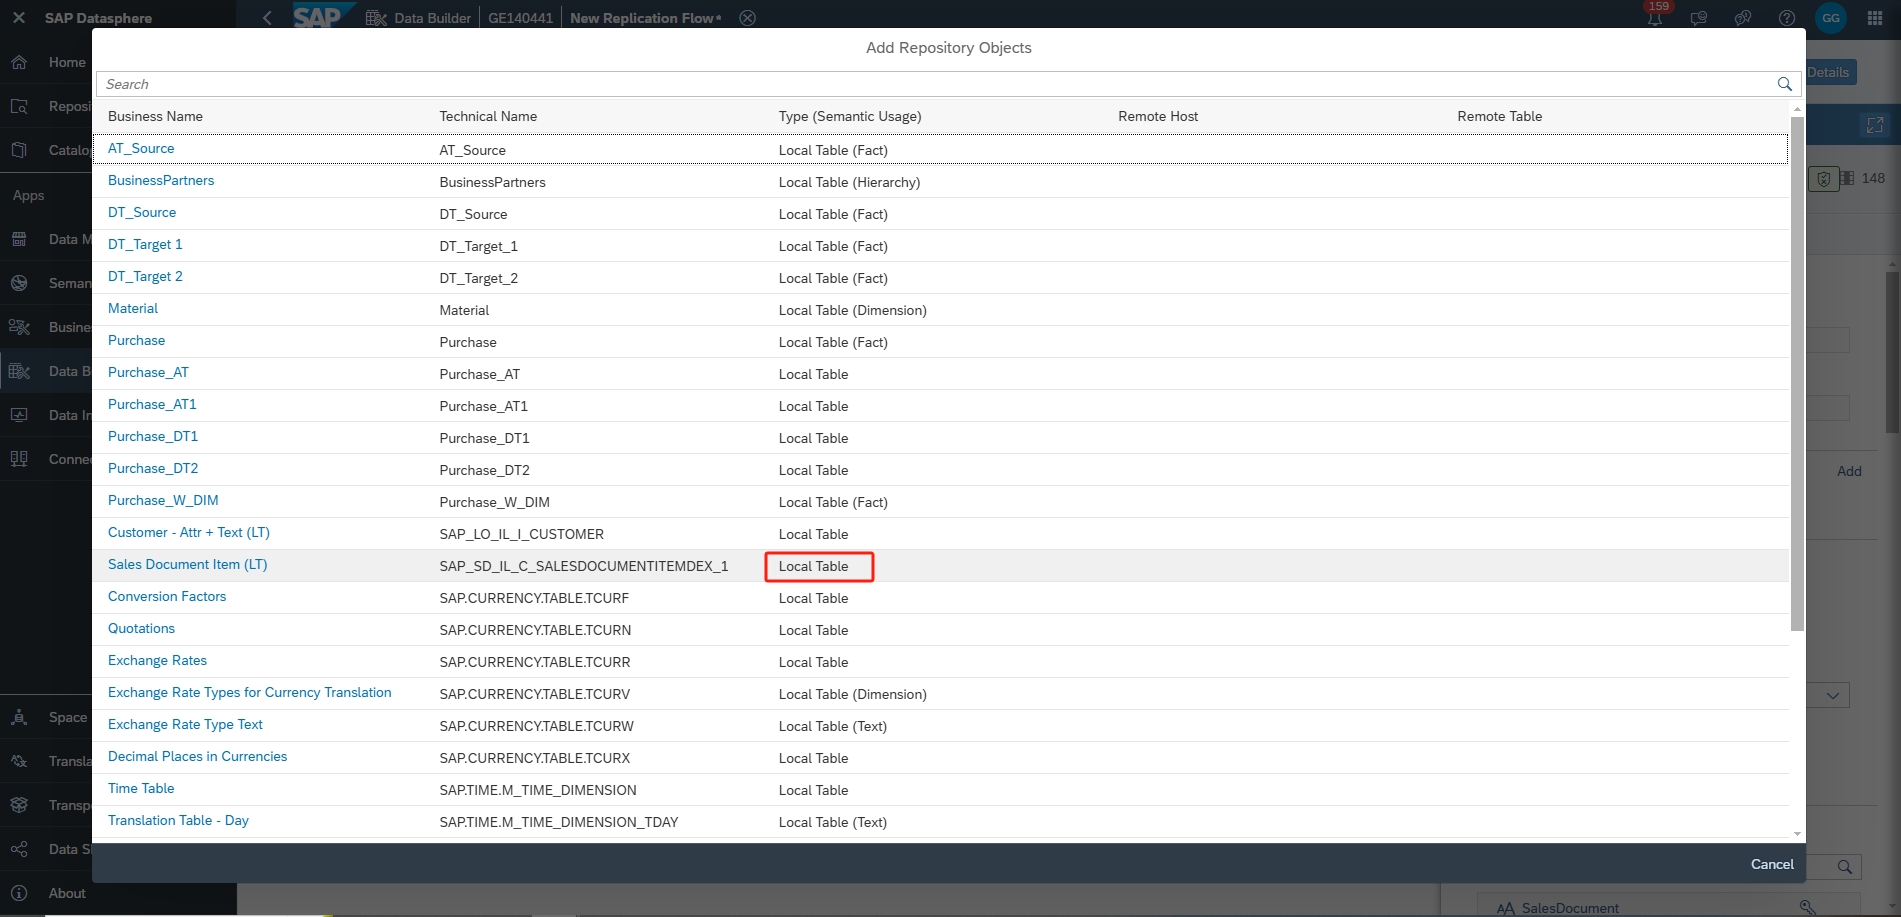 SAP Datasphere
SAP Data Builder GE140441 New Replication Flow* 159 GG
Add Repository Objects
Home
Details
Search
Reposi
Business Name Technical Name Type (Semantic Usage) Remote Host Remote Table
AT_Source AT_Source Local Table (Fact)
Catalo
BusinessPartners BusinessPartners Local Table (Hierarchy)
148
Apps
DT_Source DT_Source Local Table (Fact)
Data M
DT_Target 1 DT_Target_1 Local Table (Fact)
DT_Target 2 DT_Target_2 Local Table (Fact)
Seman
Material Material Local Table (Dimension)
Busine
Purchase Purchase Local Table (Fact)
Data B
Purchase_AT Purchase_AT Local Table
Purchase_AT1 Purchase_AT1 Local Table
Data In
Purchase_DT1 Purchase_DT1 Local Table
Connec
Purchase_DT2 Purchase_DT2 Local Table
Add
Purchase_W_DIM Purchase_W_DIM Local Table (Fact)
Customer - Attr + Text (LT) SAP_LO_IL_I_CUSTOMER Local Table
Sales Document Item (LT) SAP_SD_IL_C_SALESDOCUMENTITEMDEX_1 Local Table
Conversion Factors SAP.CURRENCY.TABLE.TCURF Local Table
Quotations SAP.CURRENCY.TABLE.TCURN Local Table
Exchange Rates SAP.CURRENCY.TABLE.TCURR Local Table
Exchange Rate Types for Currency Translation SAP.CURRENCY.TABLE.TCURV Local Table (Dimension)
Space
Exchange Rate Type Text SAP.CURRENCY.TABLE.TCURW Local Table (Text)
Transla
Decimal Places in Currencies SAP.CURRENCY.TABLE.TCURX Local Table
Time Table SAP.TIME.M_TIME_DIMENSION Local Table
Transp
Translation Table - Day SAP.TIME.M_TIME_DIMENSION_TDAY Local Table (Text)
Data S
Cancel
About
AA SalesDocument